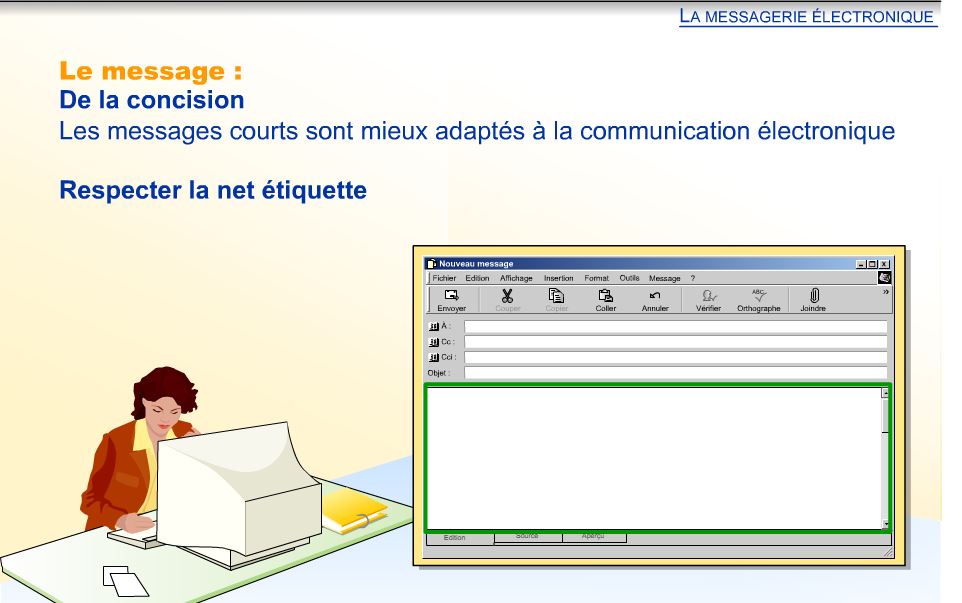 LA MESSAGERIE ÉLECTRONIQUE
Le message :
De la concision
Les messages courts sont mieux adaptés à la communication électronique
Respecter la net étiquette
Nouveau message
Fichier Edition Affichage Insertion Format Outils Message ?
ABC
Envoyer Couper Copier Coller Annuler Vérifier Orthographe Joindre
À :
Cc :
Cci :
Objet :
Edition Source Aperçu